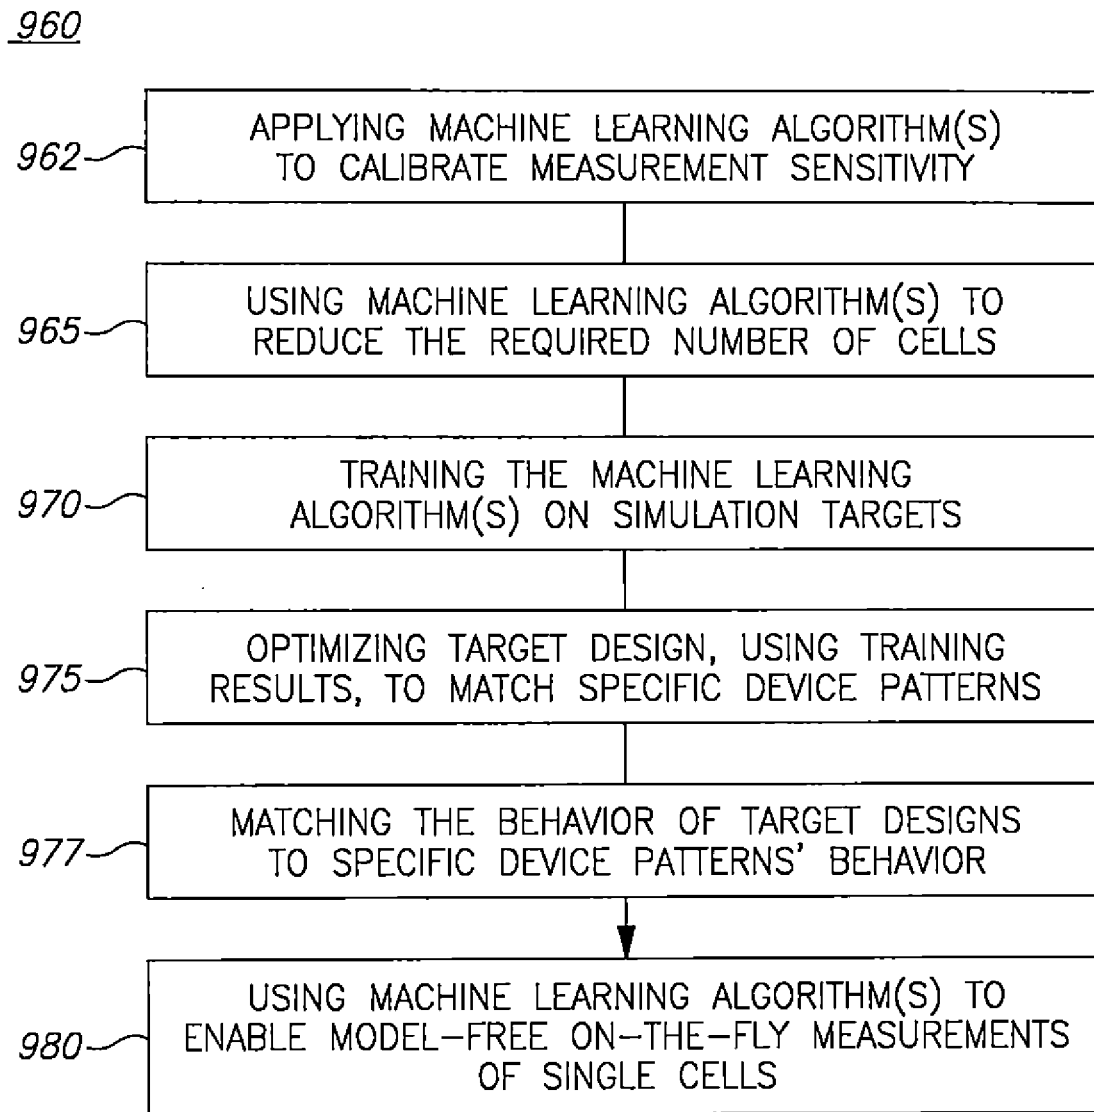 960
962
APPLYING MACHINE LEARNING ALGORITHM(S)
TO CALIBRATE MEASUREMENT SENSITIVITY
965
USING MACHINE LEARNING ALGORITHM(S) TO
REDUCE THE REQUIRED NUMBER OF CELLS
970
TRAINING THE MACHINE LEARNING
ALGORITHM(S) ON SIMULATION TARGETS
975
OPTIMIZING TARGET DESIGN, USING TRAINING
RESULTS, TO MATCH SPECIFIC DEVICE PATTERNS
977
MATCHING THE BEHAVIOR OF TARGET DESIGNS
TO SPECIFIC DEVICE PATTERNS' BEHAVIOR
980
USING MACHINE LEARNING ALGORITHM(S) TO
ENABLE MODEL-FREE ON-THE-FLY MEASUREMENTS
OF SINGLE CELLS